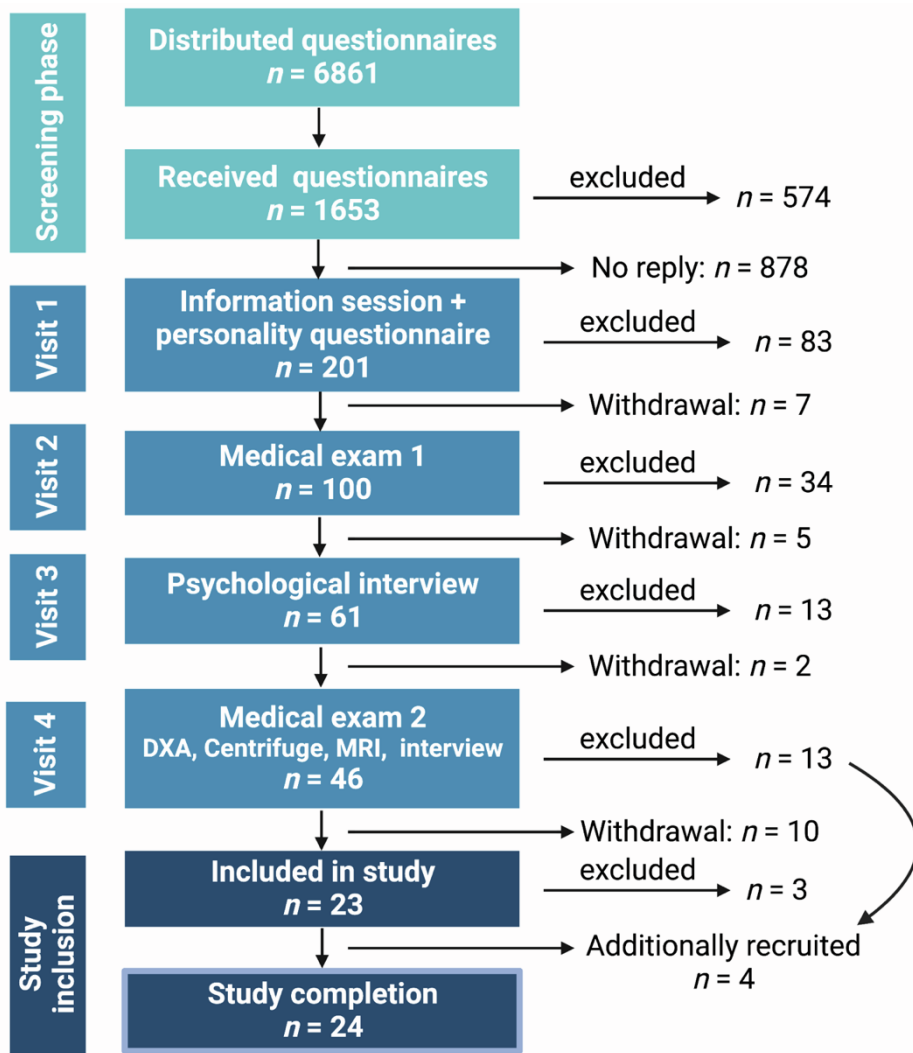 Screening phase
Distributed questionnaires
n = 6861
Received questionnaires
n = 1653
excluded
n = 574
No reply: n = 878
Visit 1
Information session +
personality questionnaire
n = 201
excluded
n = 83
Withdrawal: n = 7
Visit 2
Medical exam 1
n = 100
excluded
n = 34
Withdrawal: n = 5
Visit 3
Psychological interview
n = 61
excluded
n = 13
Withdrawal: n = 2
Visit 4
Medical exam 2
DXA, Centrifuge, MRI, interview
n = 46
excluded
n = 13
Withdrawal: n = 10
Study
inclusion
Included in study
n = 23
excluded
n = 3
Additionally recruited
n = 4
Study completion
n = 24